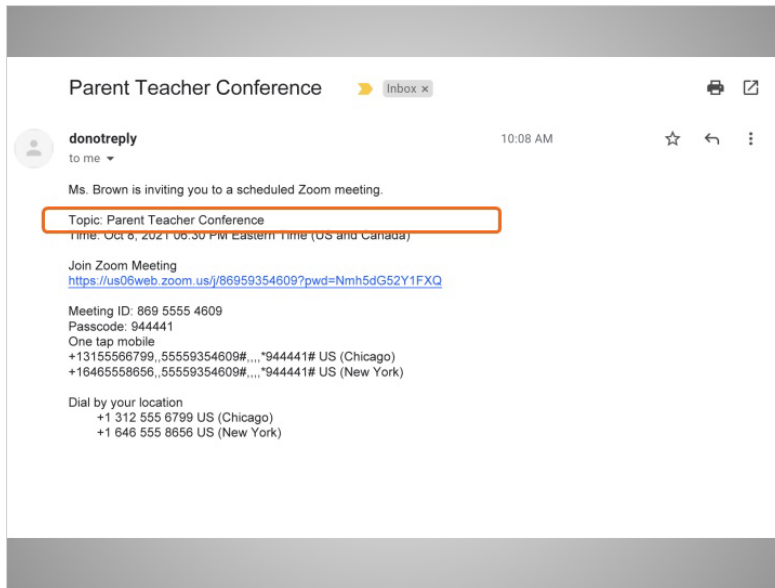 Parent Teacher Conference Inbox ×
donotreply 10:08 AM
to me
Ms. Brown is inviting you to a scheduled Zoom meeting.
Topic: Parent Teacher Conference
Time: Oct 8, 2021 06:30 PM Eastern Time (US and Canada)
Join Zoom Meeting
https://us06web.zoom.us/j/86959354609?pwd=Nmh5dG52Y1FXQ
Meeting ID: 869 5555 4609
Passcode: 944441
One tap mobile
+13155566799,,55559354609#,,,,*944441# US (Chicago)
+16465558656,,55559354609#,,,,*944441# US (New York)
Dial by your location
+1 312 555 6799 US (Chicago)
+1 646 555 8656 US (New York)